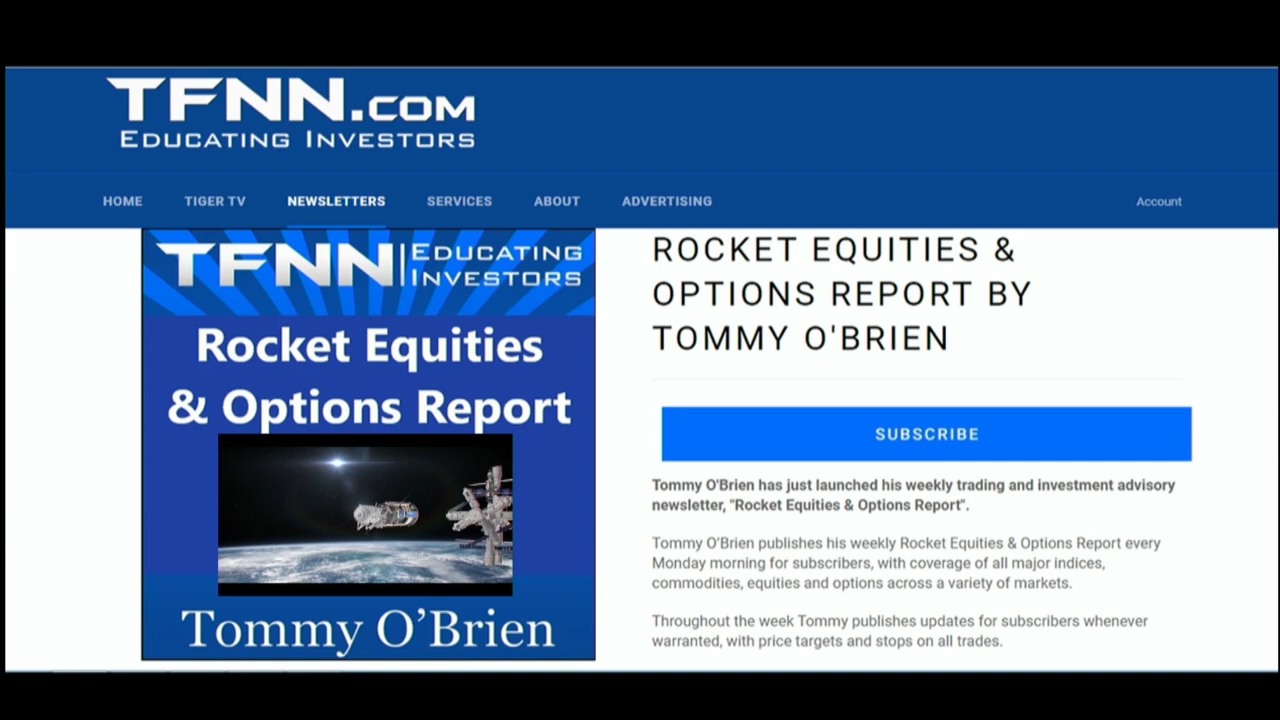 TFNN.COM
EDUCATING INVESTORS
HOME TIGER TV NEWSLETTERS SERVICES ABOUT ADVERTISING Account
TFNN EDUCATING
INVESTORS
Rocket Equities
& Options Report
Tommy O’Brien
ROCKET EQUITIES &
OPTIONS REPORT BY
TOMMY O'BRIEN
SUBSCRIBE
Tommy O'Brien has just launched his weekly trading and investment advisory
newsletter, "Rocket Equities & Options Report".
Tommy O'Brien publishes his weekly Rocket Equities & Options Report every
Monday morning for subscribers, with coverage of all major indices,
commodities, equities and options across a variety of markets.
Throughout the week Tommy publishes updates for subscribers whenever
warranted, with price targets and stops on all trades.